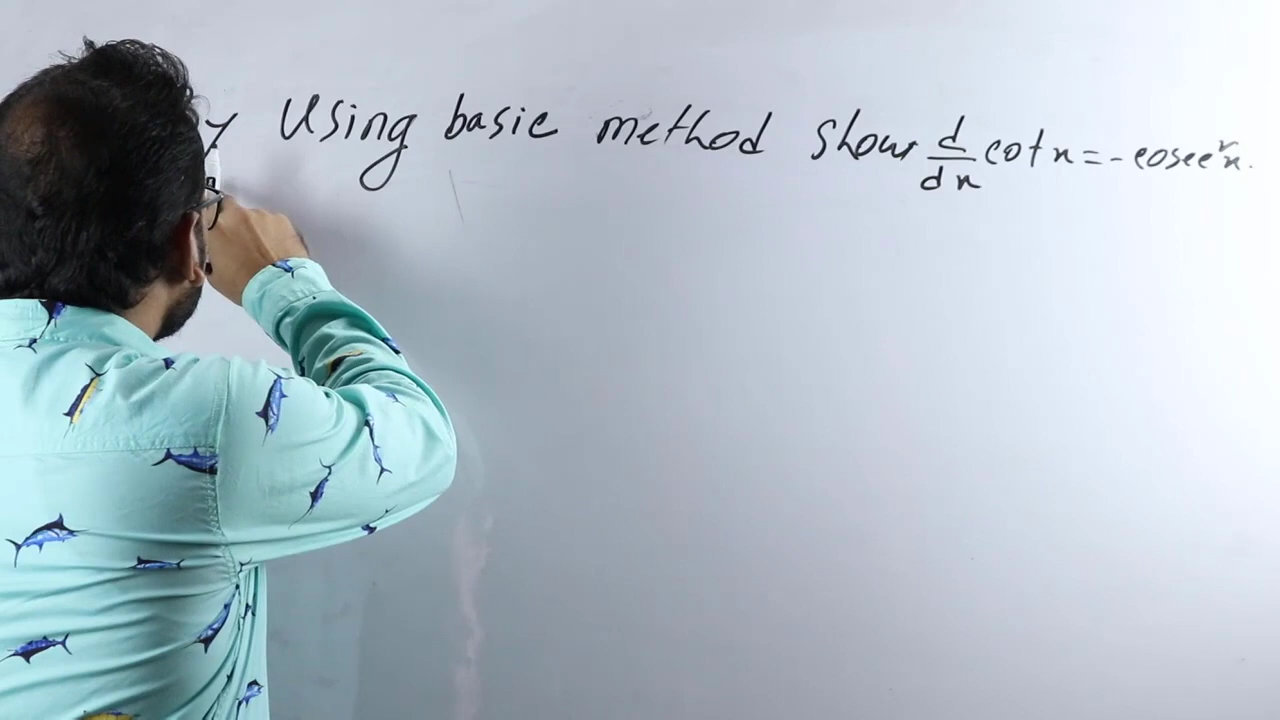 Using basic method show d/dx cot x = - cosec²x.